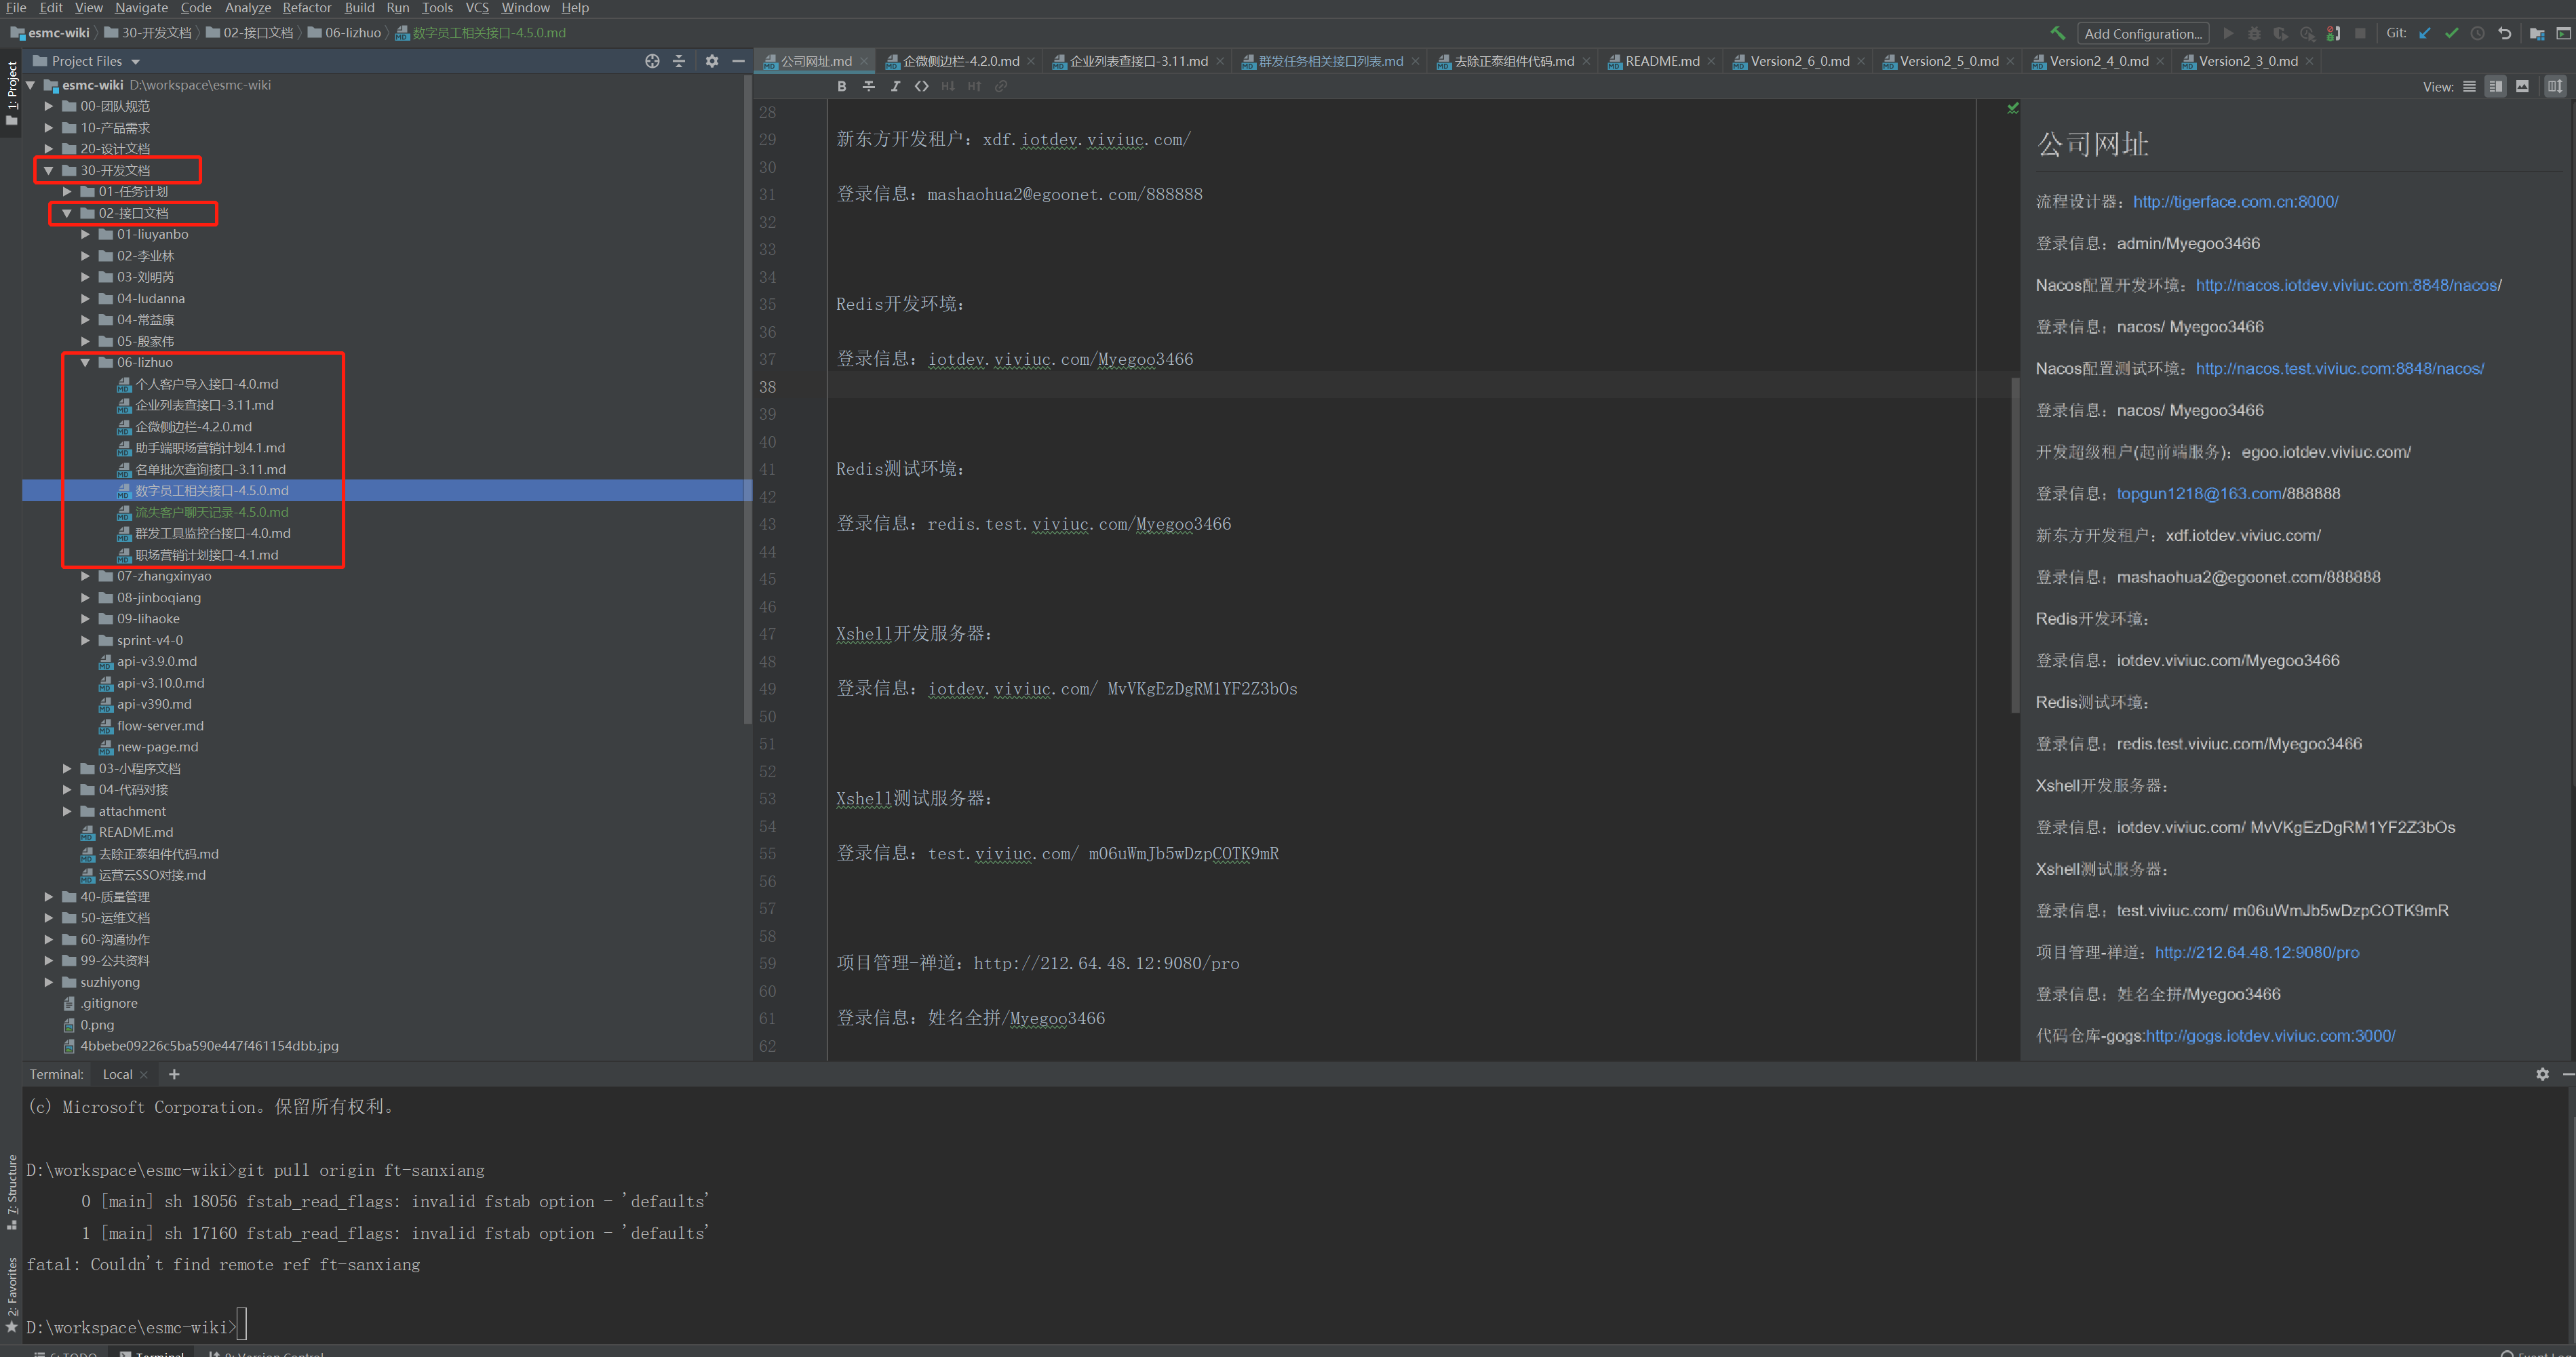 File Edit View Navigate Code Analyze Refactor Build Run Tools VCS Window Help
esmc-wiki 30-开发文档 02-接口文档 06-lizhuo 数字员工相关接口-4.5.0.md
Add Configuration... Git:
Project Files
公司网址.md 企微侧边栏-4.2.0.md 企业列表查接口-3.11.md 群发任务相关接口列表.md 去除正泰组件代码.md README.md Version2_6_0.md Version2_5_0.md Version2_4_0.md Version2_3_0.md
View:
1: Project
esmc-wiki D:\workspace\esmc-wiki
00-团队规范
10-产品需求
20-设计文档
30-开发文档
01-任务计划
02-接口文档
01-liuyanbo
02-李业林
03-刘明芮
04-ludanna
04-常益康
05-殷家伟
06-lizhuo
个人客户导入接口-4.0.md
企业列表查接口-3.11.md
企微侧边栏-4.2.0.md
助手端职场营销计划4.1.md
名单批次查询接口-3.11.md
数字员工相关接口-4.5.0.md
流失客户聊天记录-4.5.0.md
群发工具监控台接口-4.0.md
职场营销计划接口-4.1.md
07-zhangxinyao
08-jinboqiang
09-lihaoke
sprint-v4-0
api-v3.9.0.md
api-v3.10.0.md
api-v390.md
flow-server.md
new-page.md
03-小程序文档
04-代码对接
attachment
README.md
去除正泰组件代码.md
运营云SSO对接.md
40-质量管理
50-运维文档
60-沟通协作
99-公共资料
suzhiyong
.gitignore
0.png
4bbebe09226c5ba590e447f461154dbb.jpg
28
29 新东方开发租户：xdf.iotdev.viviuc.com/
30
31 登录信息：mashaohua2@egoonet.com/888888
32
33
34
35 Redis开发环境：
36
37 登录信息：iotdev.viviuc.com/Myegoo3466
38
39
40
41 Redis测试环境：
42
43 登录信息：redis.test.viviuc.com/Myegoo3466
44
45
46
47 Xshell开发服务器：
48
49 登录信息：iotdev.viviuc.com/ MvVKgEzDgRM1YF2Z3bOs
50
51
52
53 Xshell测试服务器：
54
55 登录信息：test.viviuc.com/ m06uWmJb5wDzpCOTK9mR
56
57
58
59 项目管理-禅道：http://212.64.48.12:9080/pro
60
61 登录信息：姓名全拼/Myegoo3466
62
公司网址
流程设计器：http://tigerface.com.cn:8000/
登录信息：admin/Myegoo3466
Nacos配置开发环境：http://nacos.iotdev.viviuc.com:8848/nacos/
登录信息：nacos/ Myegoo3466
Nacos配置测试环境：http://nacos.test.viviuc.com:8848/nacos/
登录信息：nacos/ Myegoo3466
开发超级租户(起前端服务)：egoo.iotdev.viviuc.com/
登录信息：topgun1218@163.com/888888
新东方开发租户：xdf.iotdev.viviuc.com/
登录信息：mashaohua2@egoonet.com/888888
Redis开发环境：
登录信息：iotdev.viviuc.com/Myegoo3466
Redis测试环境：
登录信息：redis.test.viviuc.com/Myegoo3466
Xshell开发服务器：
登录信息：iotdev.viviuc.com/ MvVKgEzDgRM1YF2Z3bOs
Xshell测试服务器：
登录信息：test.viviuc.com/ m06uWmJb5wDzpCOTK9mR
项目管理-禅道：http://212.64.48.12:9080/pro
登录信息：姓名全拼/Myegoo3466
代码仓库-gogs:http://gogs.iotdev.viviuc.com:3000/
Terminal: Local
(c) Microsoft Corporation。保留所有权利。
D:\workspace\esmc-wiki>git pull origin ft-sanxiang
0 [main] sh 18056 fstab_read_flags: invalid fstab option - 'defaults'
1 [main] sh 17160 fstab_read_flags: invalid fstab option - 'defaults'
fatal: Couldn't find remote ref ft-sanxiang
D:\workspace\esmc-wiki>
7: Structure
2: Favorites
6: TODO Terminal 9: Version Control Event Log